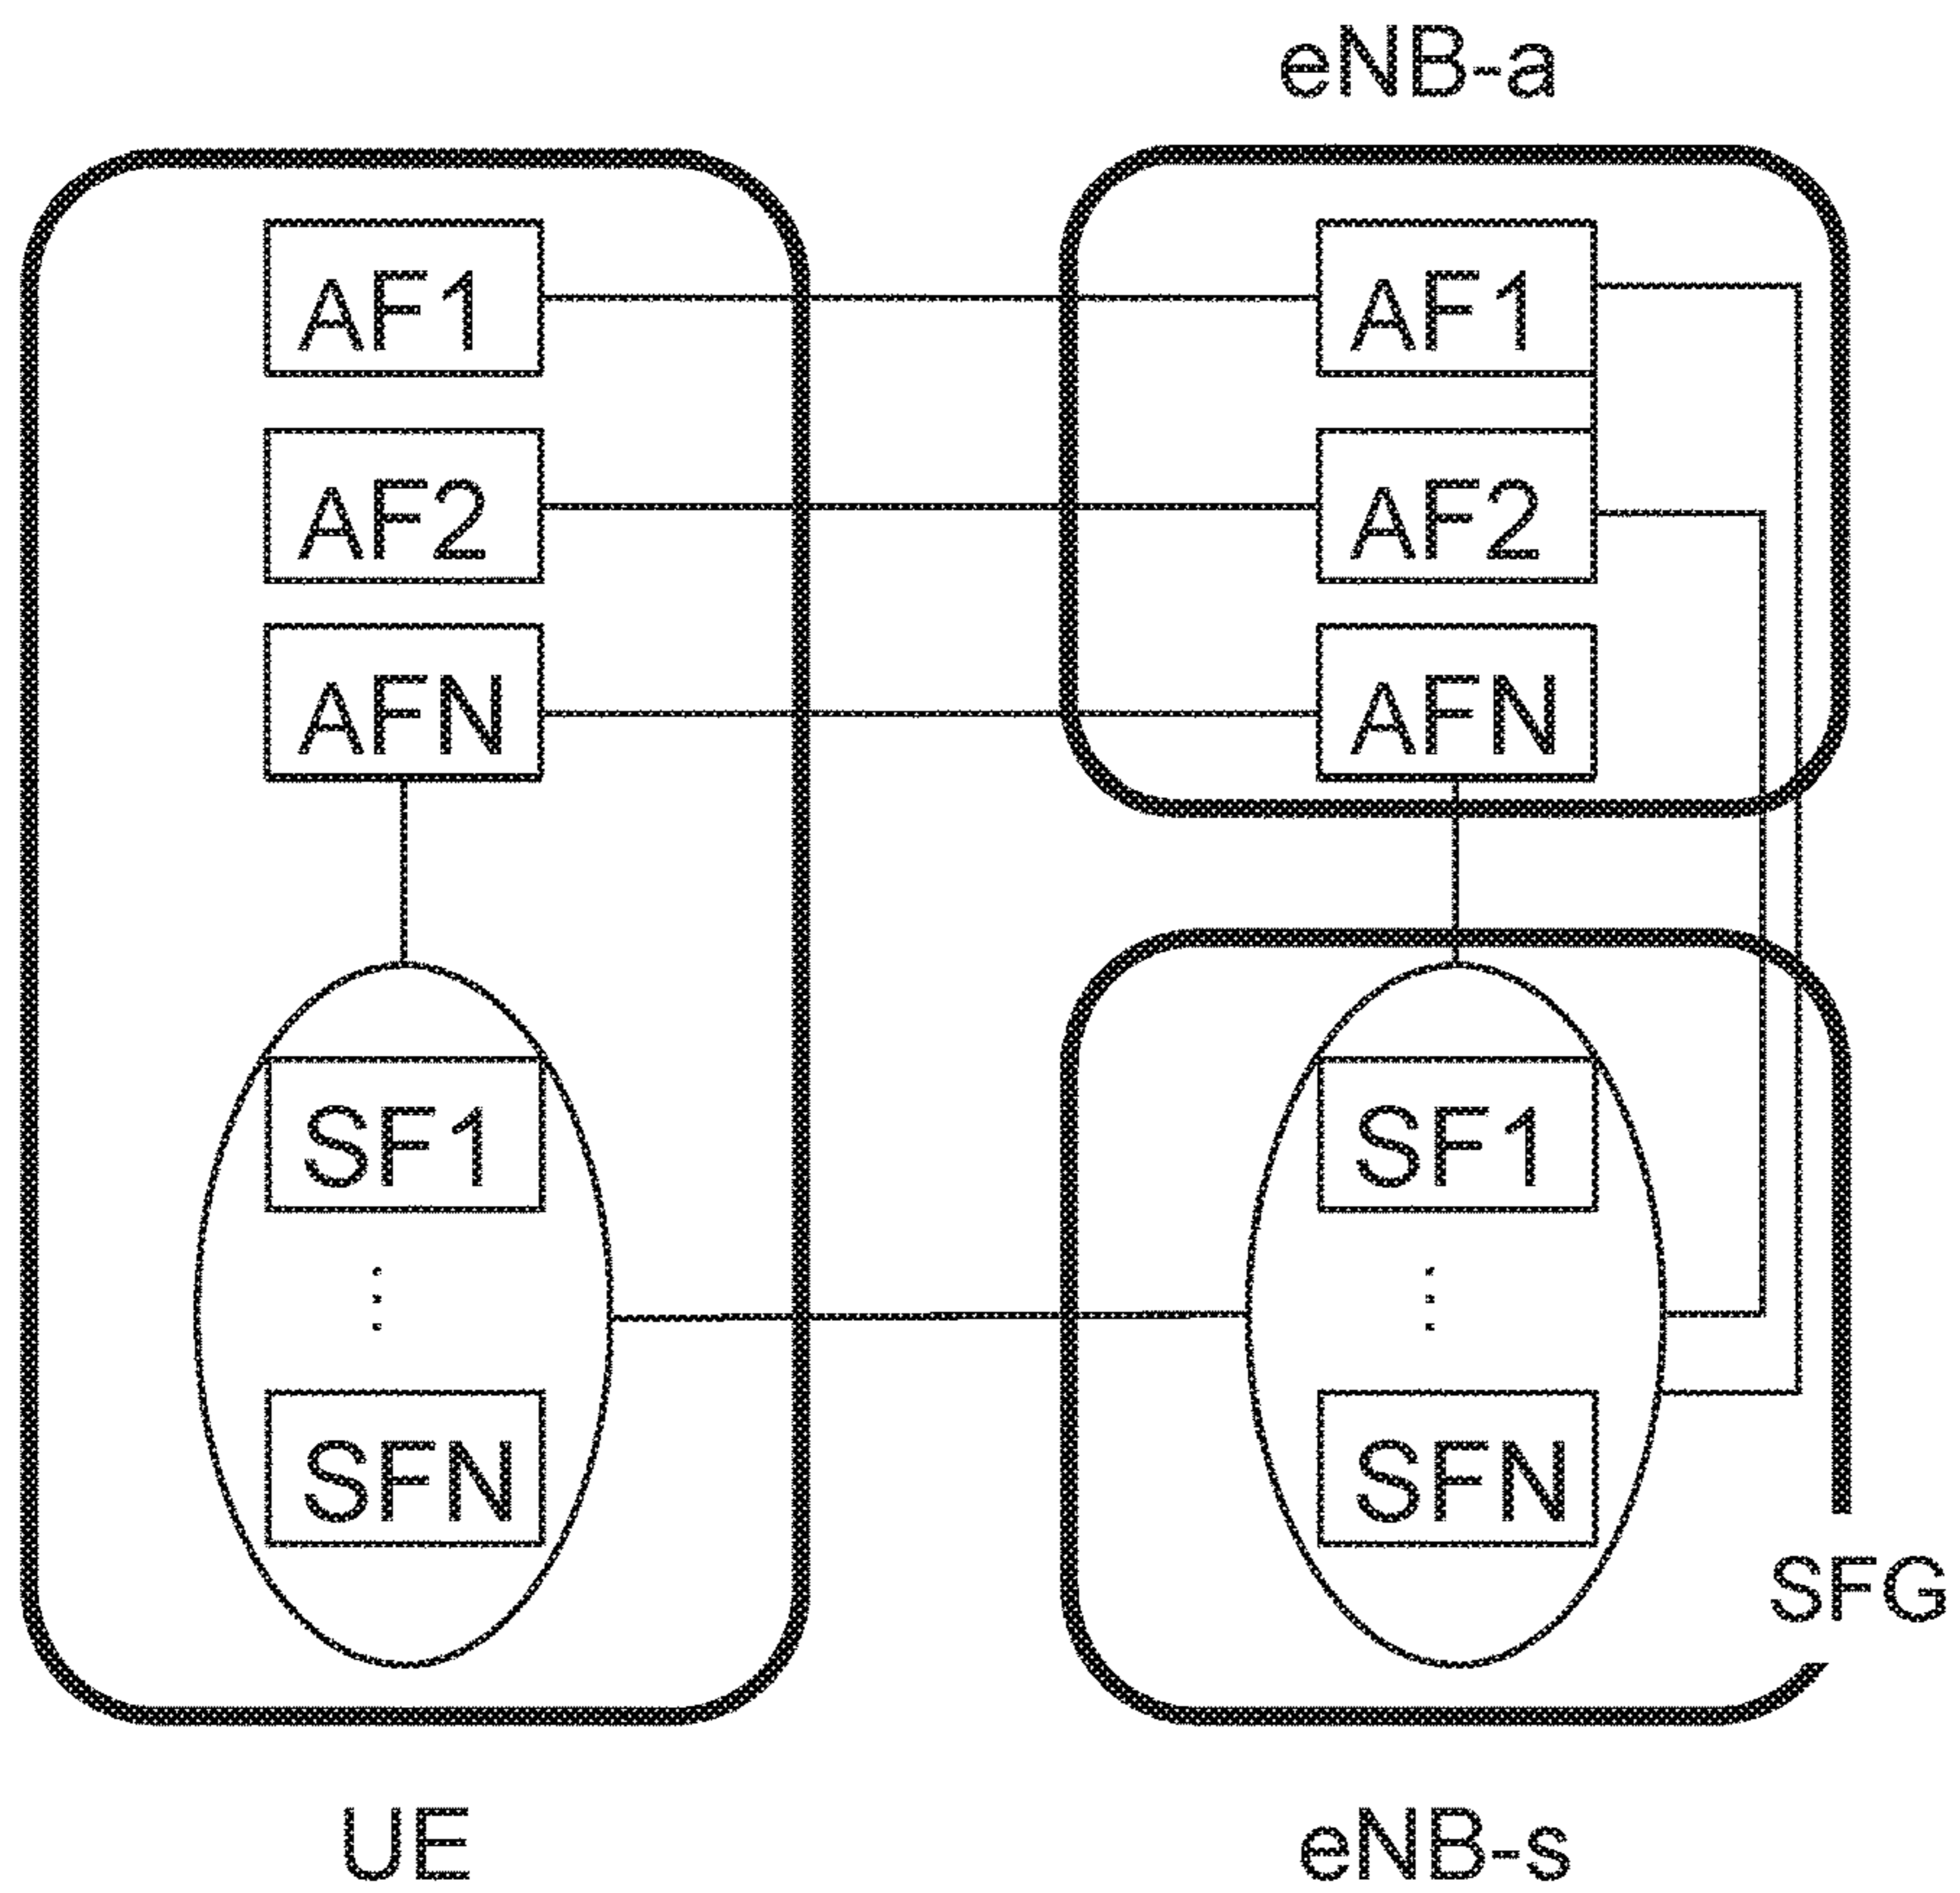 eNB-a
AF1
AF1
AF2
AF2
AFN
AFN
SF1
SF1
⋮
⋮
SFN
SFN
SFG
UE
eNB-s